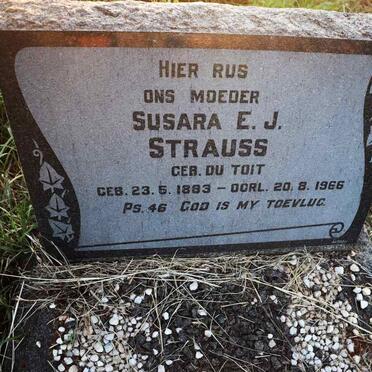 HIER RUS
ONS MOEDER
SUSARA E. J.
STRAUSS
GEB. DU TOIT
GEB. 23. 5. 1883 – OORL. 20. 8. 1966
PS. 46 GOD IS MY TOEVLUG.